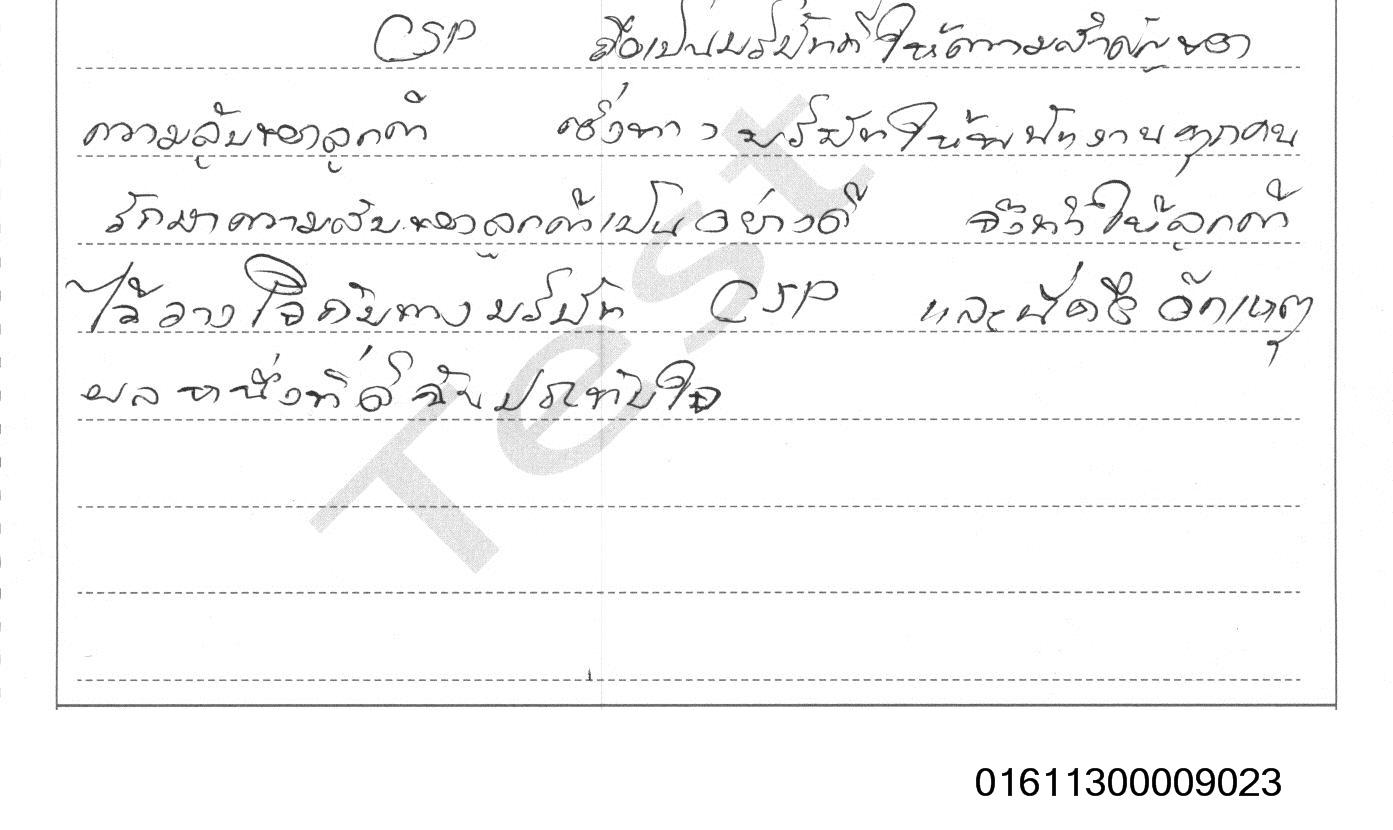 CSP ถือเป็นบริษัทที่ให้ความสำคัญของ
ความลับของลูกค้า ซึ่งทางบริษัทให้พนักงานทุกคน
รักษาความลับของลูกค้าเป็นอย่างดี จึงทำให้ลูกค้า
ไว้วางใจกับทางบริษัท CSP และนี่คือ อีกเหตุ
ผลหนึ่งที่ดิฉันประทับใจ
Test
01611300009023